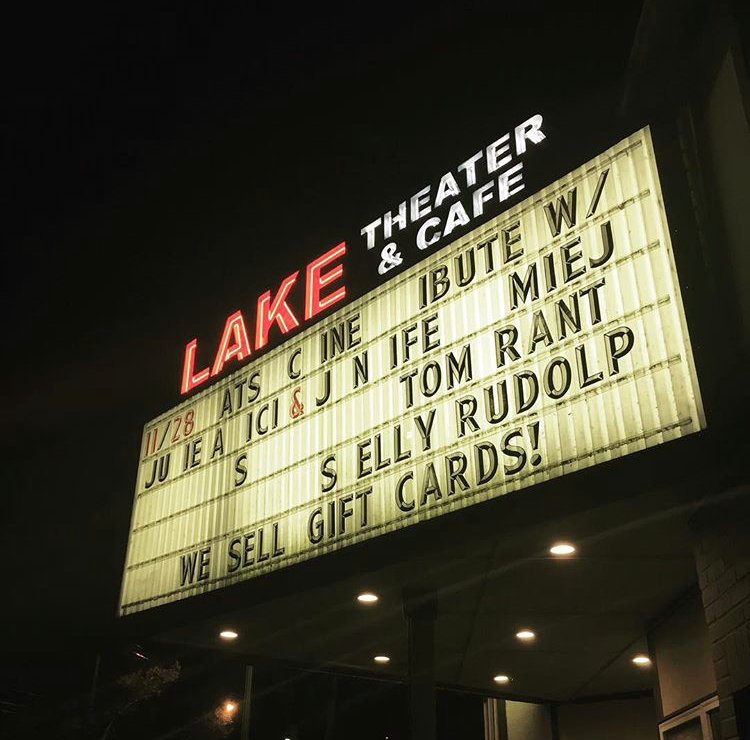 LAKE THEATER
& CAFE
11/28 ATS C INE IBUTE W/
JU IE A ICI & J N IFE MIEJ
S TOM RANT
S ELLY RUDOLP
WE SELL GIFT CARDS!